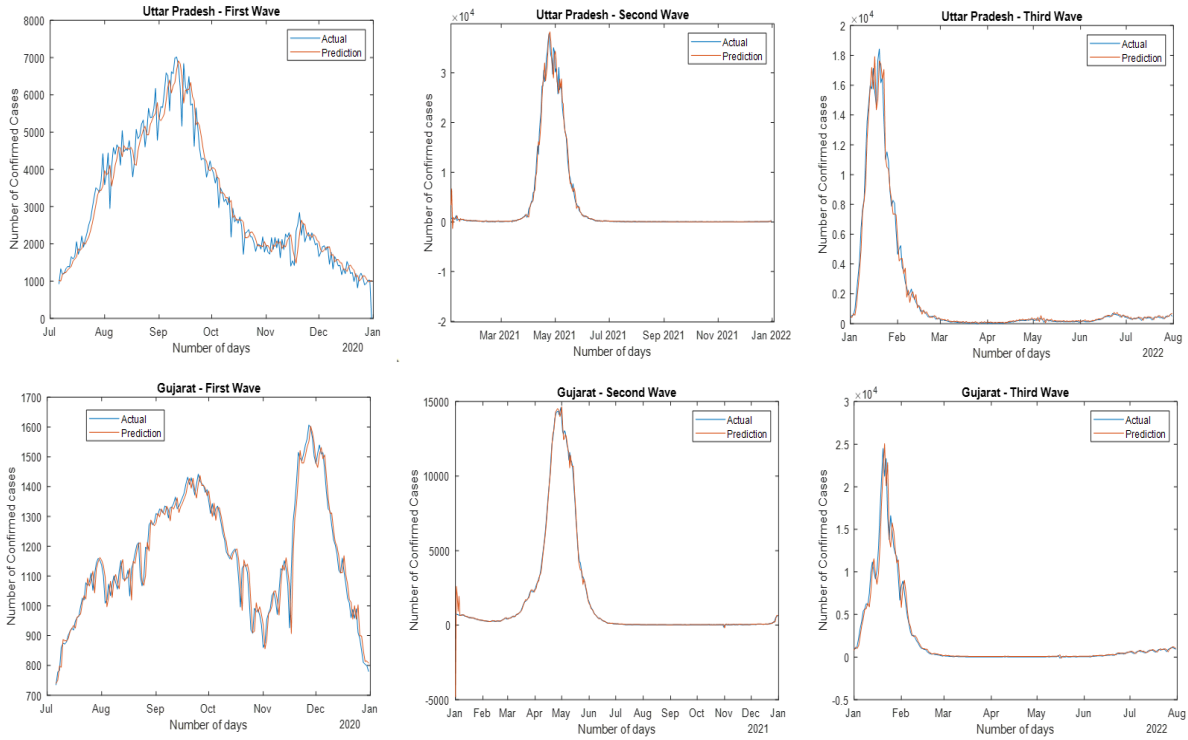 Uttar Pradesh - First Wave
Actual
Prediction
8000
7000
6000
5000
4000
3000
2000
1000
0
Number of Confirmed Cases
Jul
Aug
Sep
Oct
Nov
Dec
Jan
2020
Number of days
×10⁴
Uttar Pradesh - Second Wave
Actual
Prediction
4
2
0
-2
-4
-20
Number of Confirmed Cases
Mar 2021
May 2021
Jul 2021
Sep 2021
Nov 2021
Jan 2022
Number of days
×10⁴
Uttar Pradesh - Third Wave
Actual
Prediction
2
1.8
1.6
1.4
1.2
1
0.8
0.6
0.4
0.2
0
Number of Confirmed cases
Jan
Feb
Mar
Apr
May
Jun
Jul
Aug
2022
Number of days
Gujarat - First Wave
Actual
Prediction
1700
1600
1500
1400
1300
1200
1100
1000
900
800
700
Number of Confirmed cases
Jul
Aug
Sep
Oct
Nov
Dec
Jan
2020
Number of days
Gujarat - Second Wave
Actual
Prediction
15000
10000
5000
0
-5000
Number of Confirmed Cases
Jan
Feb
Mar
Apr
May
Jun
Jul
Aug
Sep
Oct
Nov
Dec
Jan
2021
Number of days
×10⁴
Gujarat - Third Wave
Actual
Prediction
3
2.5
2
1.5
1
0.5
0
-0.5
Number of Confirmed Cases
Jan
Feb
Mar
Apr
May
Jun
Jul
Aug
2022
Number of days